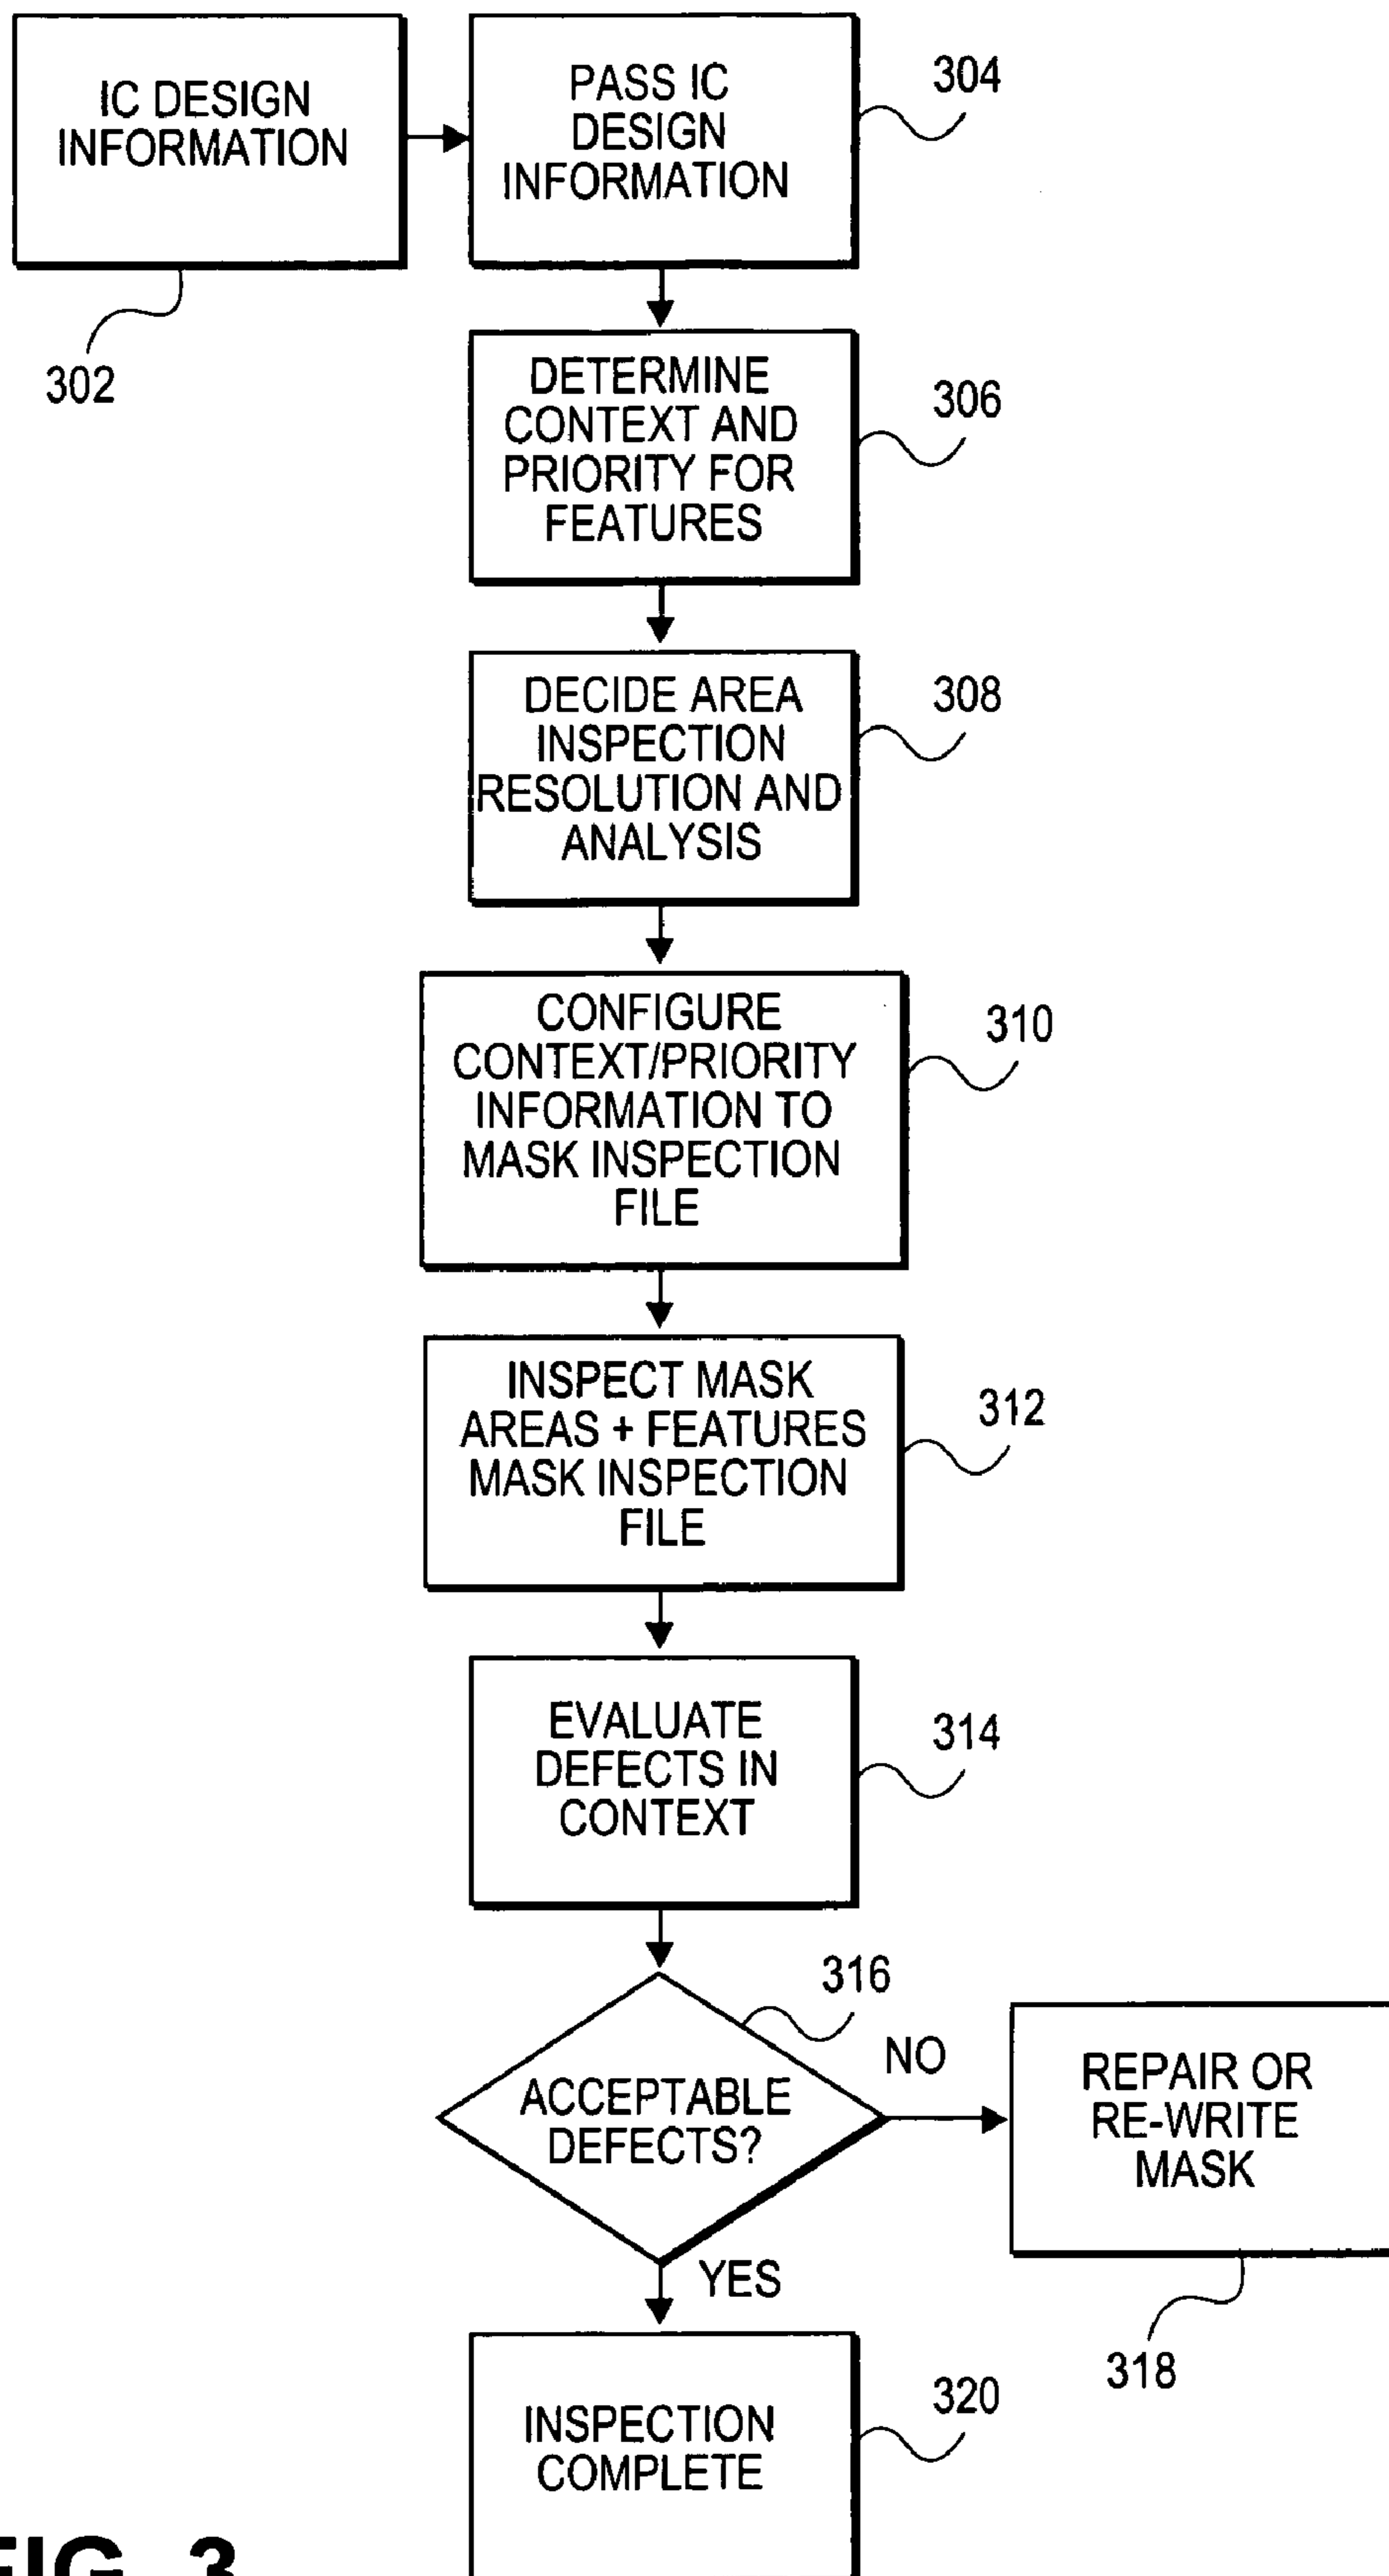 IC DESIGN
INFORMATION
302
PASS IC
DESIGN
INFORMATION
304
DETERMINE
CONTEXT AND
PRIORITY FOR
FEATURES
306
DECIDE AREA
INSPECTION
RESOLUTION AND
ANALYSIS
308
CONFIGURE
CONTEXT/PRIORITY
INFORMATION TO
MASK INSPECTION
FILE
310
INSPECT MASK
AREAS + FEATURES
MASK INSPECTION
FILE
312
EVALUATE
DEFECTS IN
CONTEXT
314
316
ACCEPTABLE
DEFECTS?
NO
REPAIR OR
RE-WRITE
MASK
318
YES
INSPECTION
COMPLETE
320
FIG. 3